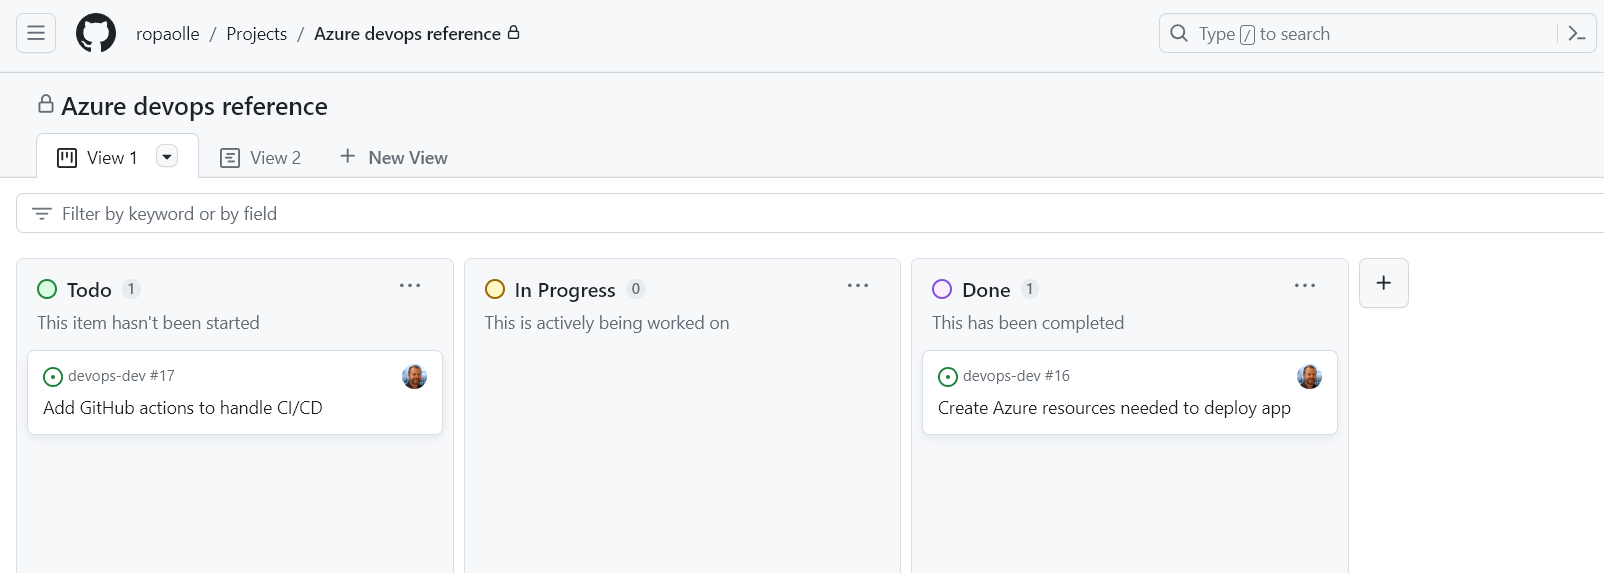 ropaolle / Projects / Azure devops reference
Type / to search
Azure devops reference
View 1
View 2
New View
Filter by keyword or by field
Todo 1
This item hasn't been started
devops-dev #17
Add GitHub actions to handle CI/CD
In Progress 0
This is actively being worked on
Done 1
This has been completed
devops-dev #16
Create Azure resources needed to deploy app